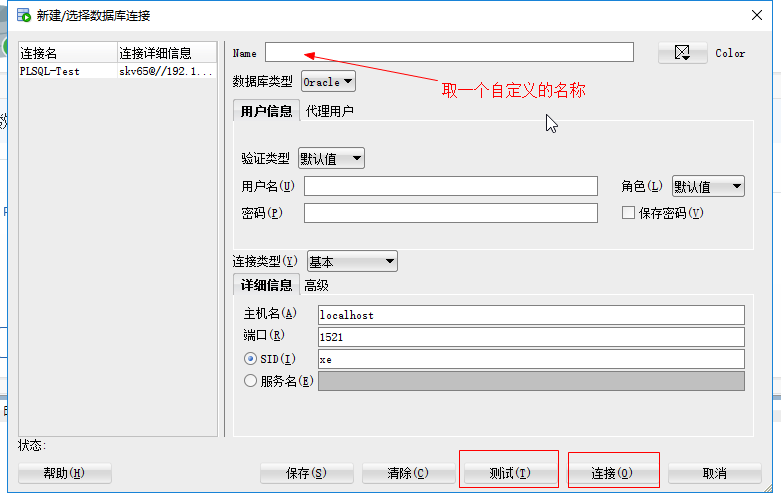 新建/选择数据库连接
连接名 连接详细信息
PLSQL-Test skv65@//192.1...
Name Color
数据库类型 Oracle
取一个自定义的名称
用户信息 代理用户
验证类型 默认值
用户名(U) 角色(L) 默认值
密码(P) 保存密码(V)
连接类型(Y) 基本
详细信息 高级
主机名(A) localhost
端口(R) 1521
SID(I) xe
服务名(E)
状态:
帮助(H) 保存(S) 清除(C) 测试(T) 连接(O) 取消